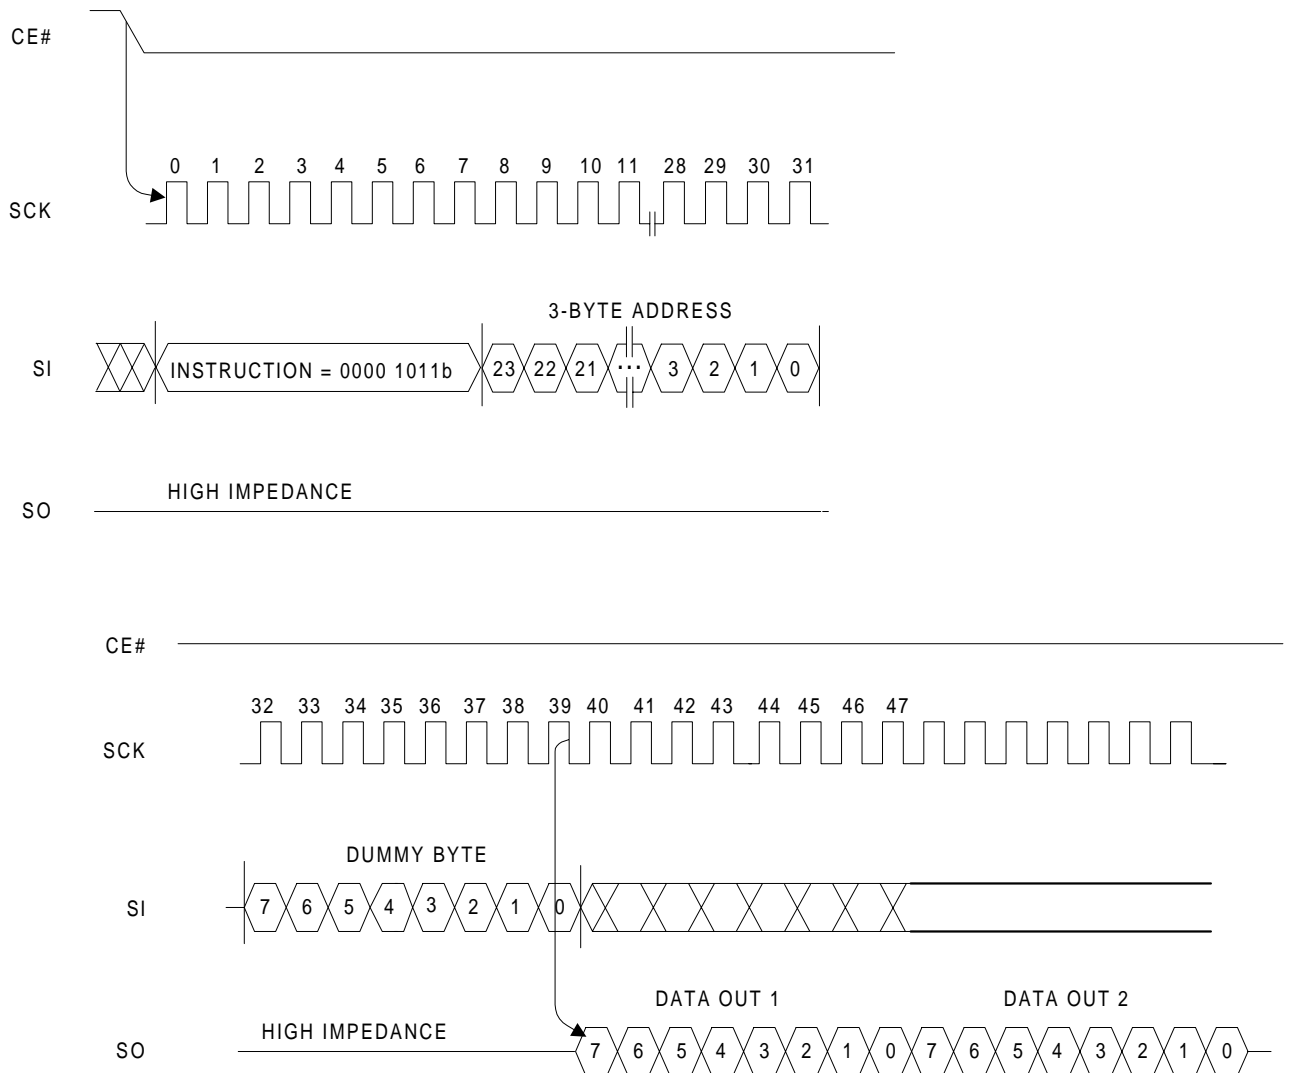 CE#
0 1 2 3 4 5 6 7 8 9 10 11 28 29 30 31
SCK
3-BYTE ADDRESS
SI INSTRUCTION = 0000 1011b 23 22 21 ... 3 2 1 0
HIGH IMPEDANCE
SO
CE#
32 33 34 35 36 37 38 39 40 41 42 43 44 45 46 47
SCK
DUMMY BYTE
SI 7 6 5 4 3 2 1 0
DATA OUT 1 DATA OUT 2
HIGH IMPEDANCE
SO 7 6 5 4 3 2 1 0 7 6 5 4 3 2 1 0